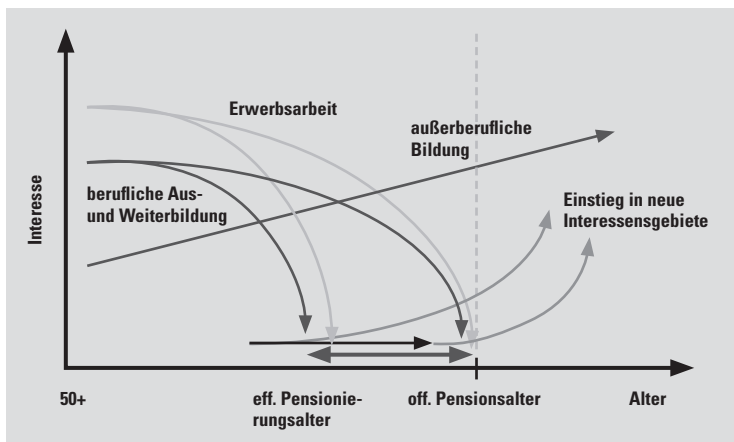 Erwerbsarbeit
außerberufliche
Bildung
berufliche Aus-
und Weiterbildung
Einstieg in neue
Interessensgebiete
Interesse
50+
eff. Pensionie-
rungsalter
off. Pensionsalter
Alter